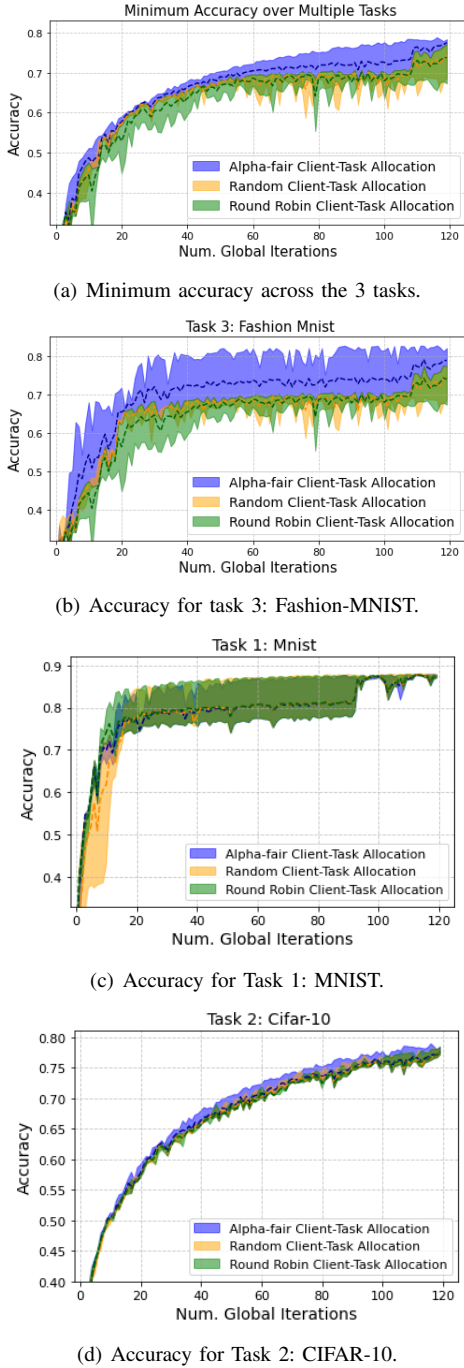 Minimum Accuracy over Multiple Tasks
0.8
0.7
0.6
0.5
0.4
Accuracy
Alpha-fair Client-Task Allocation
Random Client-Task Allocation
Round Robin Client-Task Allocation
0 20 40 60 80 100 120
Num. Global Iterations
(a) Minimum accuracy across the 3 tasks.
Task 3: Fashion Mnist
0.8
0.7
0.6
0.5
0.4
Accuracy
Alpha-fair Client-Task Allocation
Random Client-Task Allocation
Round Robin Client-Task Allocation
0 20 40 60 80 100 120
Num. Global Iterations
(b) Accuracy for task 3: Fashion-MNIST.
Task 1: Mnist
0.9
0.8
0.7
0.6
0.5
0.4
Accuracy
Alpha-fair Client-Task Allocation
Random Client-Task Allocation
Round Robin Client-Task Allocation
0 20 40 60 80 100 120
Num. Global Iterations
(c) Accuracy for Task 1: MNIST.
Task 2: Cifar-10
0.80
0.75
0.70
0.65
0.60
0.55
0.50
0.45
0.40
Accuracy
Alpha-fair Client-Task Allocation
Random Client-Task Allocation
Round Robin Client-Task Allocation
0 20 40 60 80 100 120
Num. Global Iterations
(d) Accuracy for Task 2: CIFAR-10.